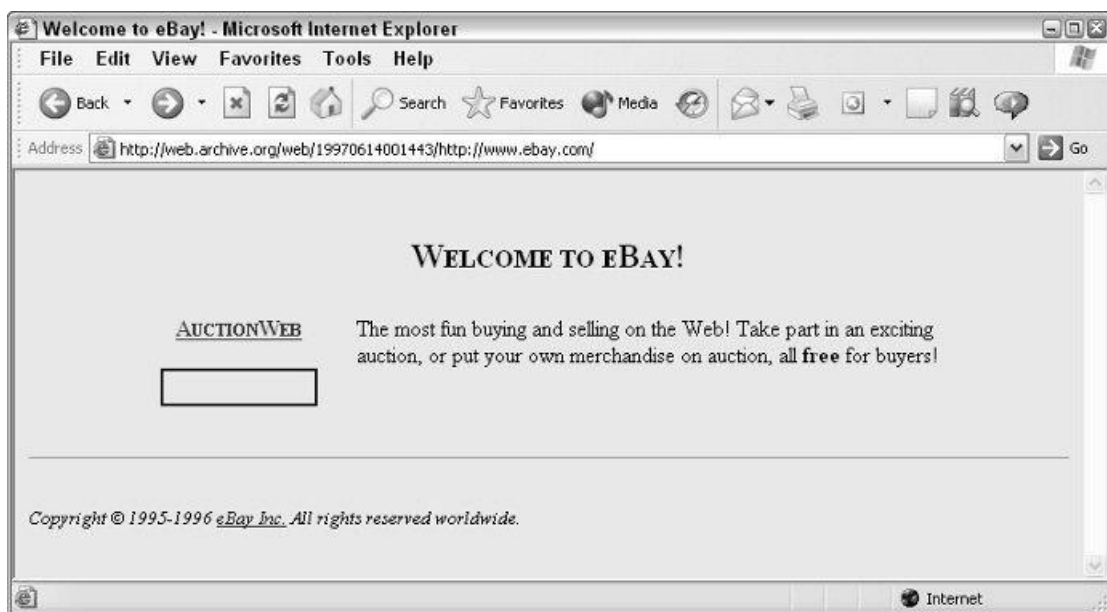 Welcome to eBay! - Microsoft Internet Explorer
File Edit View Favorites Tools Help
Back Search Favorites Media
Address http://web.archive.org/web/19970614001443/http://www.ebay.com/ Go
WELCOME TO EBAY!
AUCTIONWEB The most fun buying and selling on the Web! Take part in an exciting
auction, or put your own merchandise on auction, all free for buyers!
Copyright © 1995-1996 eBay Inc. All rights reserved worldwide.
Internet